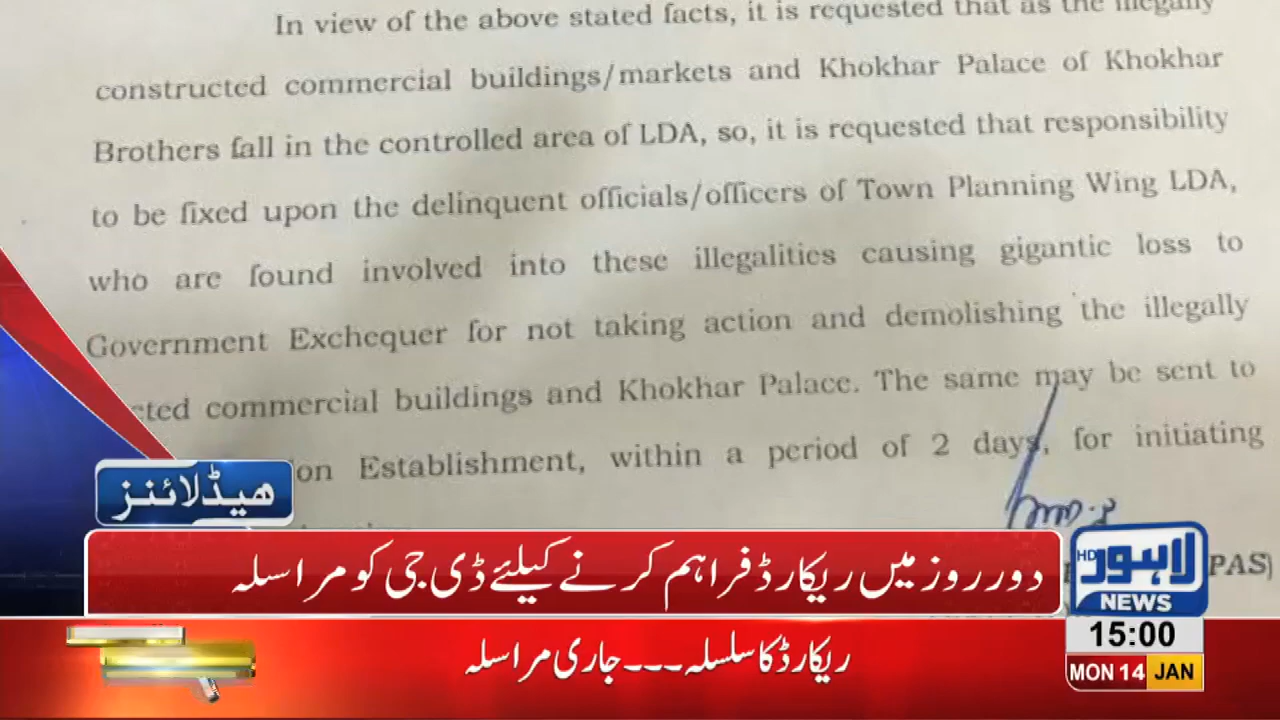 In view of the above stated facts, it is requested that as the illegally
constructed commercial buildings/markets and Khokhar Palace of Khokhar
Brothers fall in the controlled area of LDA, so, it is requested that responsibility
to be fixed upon the delinquent officials/officers of Town Planning Wing LDA,
who are found involved into these illegalities causing gigantic loss to
Government Exchequer for not taking action and demolishing the illegally
cted commercial buildings and Khokhar Palace. The same may be sent to
on Establishment, within a period of 2 days, for initiating
PAS)
ہیڈلائنز
دو روز میں ریکارڈ فراہم کرنے کیلئے ڈی جی کو مراسلہ
ریکارڈ کا سلسلہ۔۔۔جاری مراسلہ
HD لاہور
NEWS
15:00
MON 14 JAN